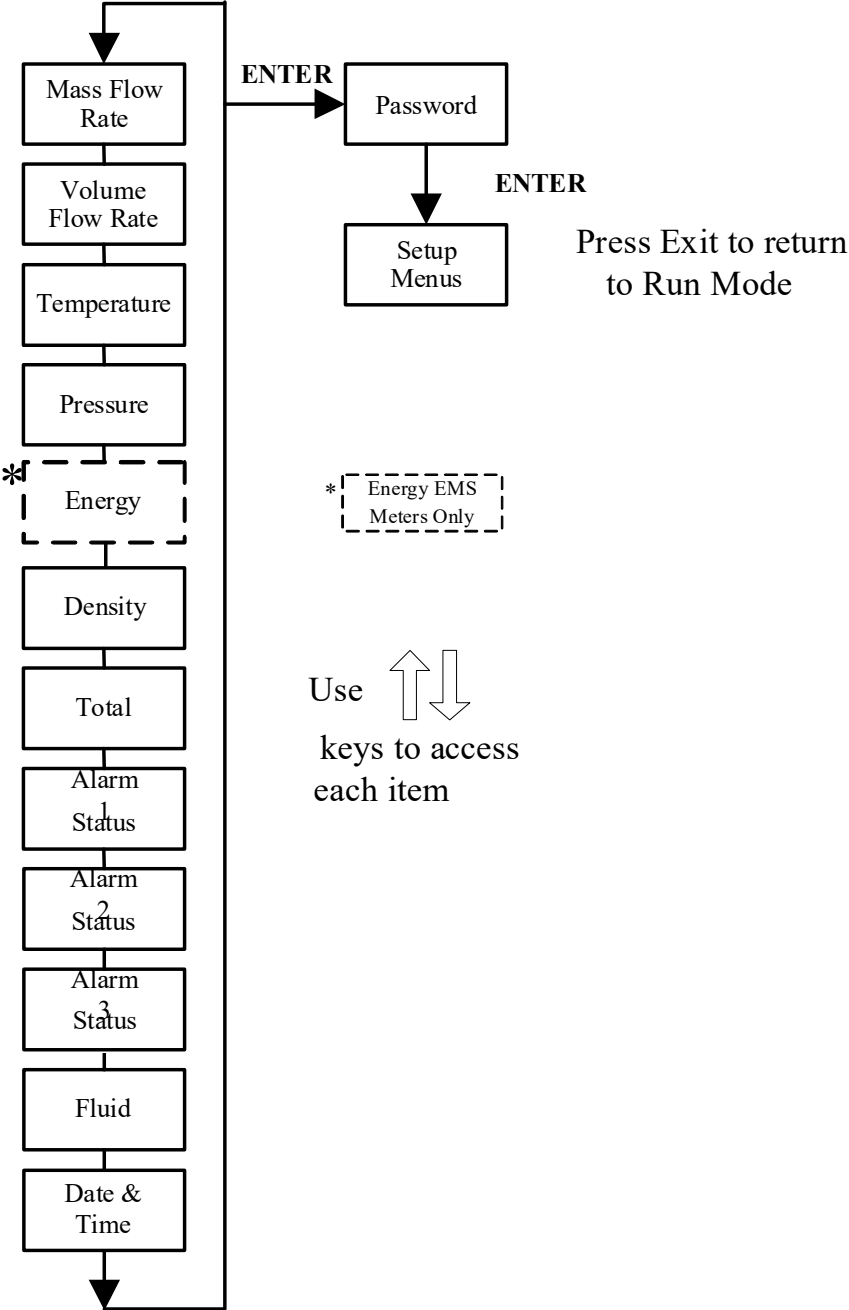 Mass Flow
Rate
Volume
Flow Rate
Temperature
Pressure
*
Energy
Density
Total
Alarm
1
Status
Alarm
2
Status
Alarm
3
Status
Fluid
Date &
Time
ENTER
Password
ENTER
Setup
Menus
Press Exit to return
to Run Mode
* Energy EMS
Meters Only
Use
keys to access
each item